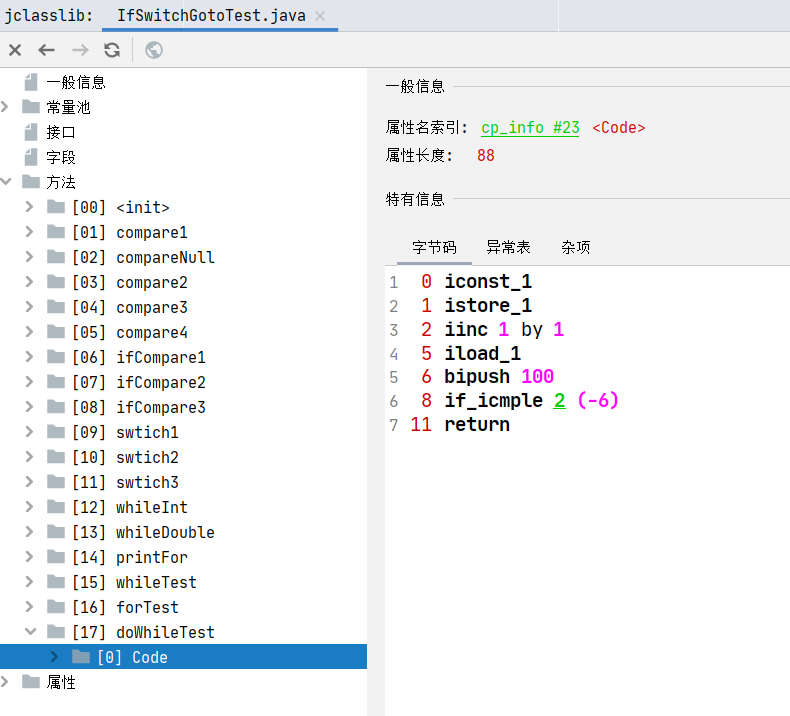 jclasslib: IfSwitchGotoTest.java
一般信息
常量池
接口
字段
方法
[00] <init>
[01] compare1
[02] compareNull
[03] compare2
[04] compare3
[05] compare4
[06] ifCompare1
[07] ifCompare2
[08] ifCompare3
[09] swtich1
[10] swtich2
[11] swtich3
[12] whileInt
[13] whileDouble
[14] printFor
[15] whileTest
[16] forTest
[17] doWhileTest
[0] Code
属性
一般信息
属性名索引: cp_info #23 <Code>
属性长度: 88
特有信息
字节码 异常表 杂项
1 0 iconst_1
2 1 istore_1
3 2 iinc 1 by 1
4 5 iload_1
5 6 bipush 100
6 8 if_icmple 2 (-6)
7 11 return